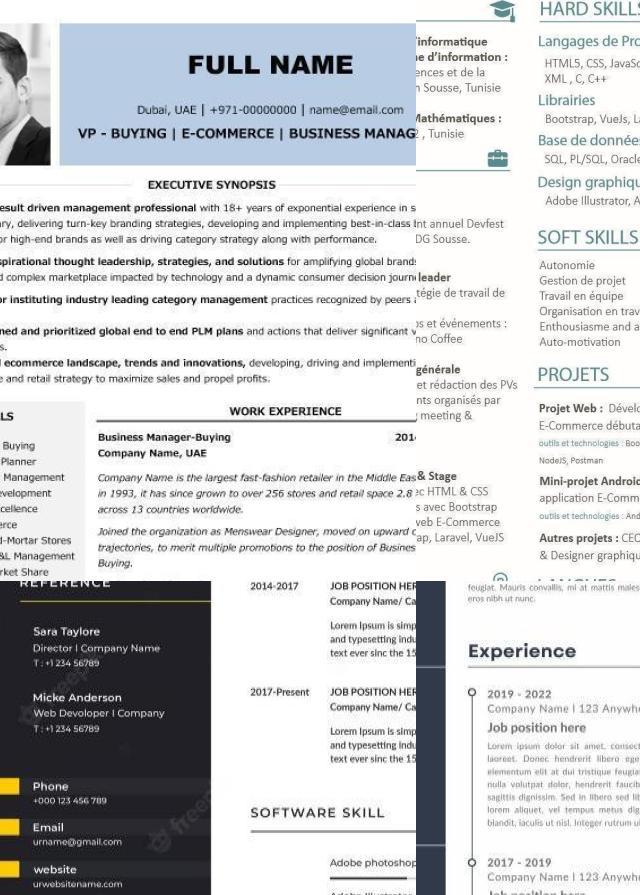 FULL NAME
Dubai, UAE | +971-00000000 | name@email.com
VP - BUYING | E-COMMERCE | BUSINESS MANAG
EXECUTIVE SYNOPSIS
esult driven management professional with 18+ years of exponential experience in s
ary, delivering turn-key branding strategies, developing and implementing best-in-class
or high-end brands as well as driving category strategy along with performance.
spirational thought leadership, strategies, and solutions for amplifying global brands
d complex marketplace impacted by technology and a dynamic consumer decision journ
or instituting industry leading category management practices recognized by peers
ned and prioritized global end to end PLM plans and actions that deliver significant v
s.
l ecommerce landscape, trends and innovations, developing, driving and implementi
e and retail strategy to maximize sales and propel profits.
LS
Buying
Planner
Management
evelopment
cellence
erce
d-Mortar Stores
&L Management
rket Share
WORK EXPERIENCE
Business Manager-Buying 201
Company Name, UAE
Company Name is the largest fast-fashion retailer in the Middle Eas
in 1993, it has since grown to over 256 stores and retail space 2.8
across 13 countries worldwide.
Joined the organization as Menswear Designer, moved on upward c
trajectories, to merit multiple promotions to the position of Busines
Buying.
'informatique
e d'information :
ences et de la
n Sousse, Tunisie
Mathématiques :
2 , Tunisie
nt annuel Devfest
DG Sousse.
leader
tégie de travail de
os et événements :
no Coffee
générale
et rédaction des PVs
nts organisés par
meeting &
& Stage
ec HTML & CSS
s avec Bootstrap
web E-Commerce
ap, Laravel, VueJS
HARD SKILLS
Langages de Pro
HTML5, CSS, JavaSc
XML , C, C++
Librairies
Bootstrap, VueJs, La
Base de données
SQL, PL/SQL, Oracle
Design graphiqu
Adobe Illustrator, A
SOFT SKILLS
Autonomie
Gestion de projet
Travail en équipe
Organisation en trav
Enthousiasme and a
Auto-motivation
PROJETS
Projet Web : Dévelo
E-Commerce débuta
outils et technologies : Boo
NodeJS, Postman
Mini-projet Android
application E-Comm
outils et technologies : And
Autres projets : CEO
& Designer graphiqu
LANGUES
REFERENCE
Sara Taylore
Director I Company Name
T : +1 234 56789
Micke Anderson
Web Devoloper I Company
T : +1 234 56789
Phone
+000 123 456 789
Email
urname@gmail.com
website
urwebsitename.com
2014-2017 JOB POSITION HER
Company Name/ Ca
Lorem Ipsum is simp
and typesetting indu
text ever sinc the 15
2017-Present JOB POSITION HER
Company Name/ Ca
Lorem Ipsum is simp
and typesetting indu
text ever sinc the 15
SOFTWARE SKILL
Adobe photoshop
feugiat. Mauris convallis, mi at mattis males
eros nibh ut nunc.
Experience
2019 - 2022
Company Name l 123 Anywhe
Job position here
Lorem ipsum dolor sit amet, consect
laoreet. Donec hendrerit libero ege
elementum elit at dui tristique feugia
nulla volutpat dolor, hendrerit faucib
sagittis dignissim. Sed in libero sed lib
lorem aliquet, vel tempus metus dig
blandit, iaculis ut nisl. Integer rutrum u
2017 - 2019
Company Name l 123 Anywhe
Job position here